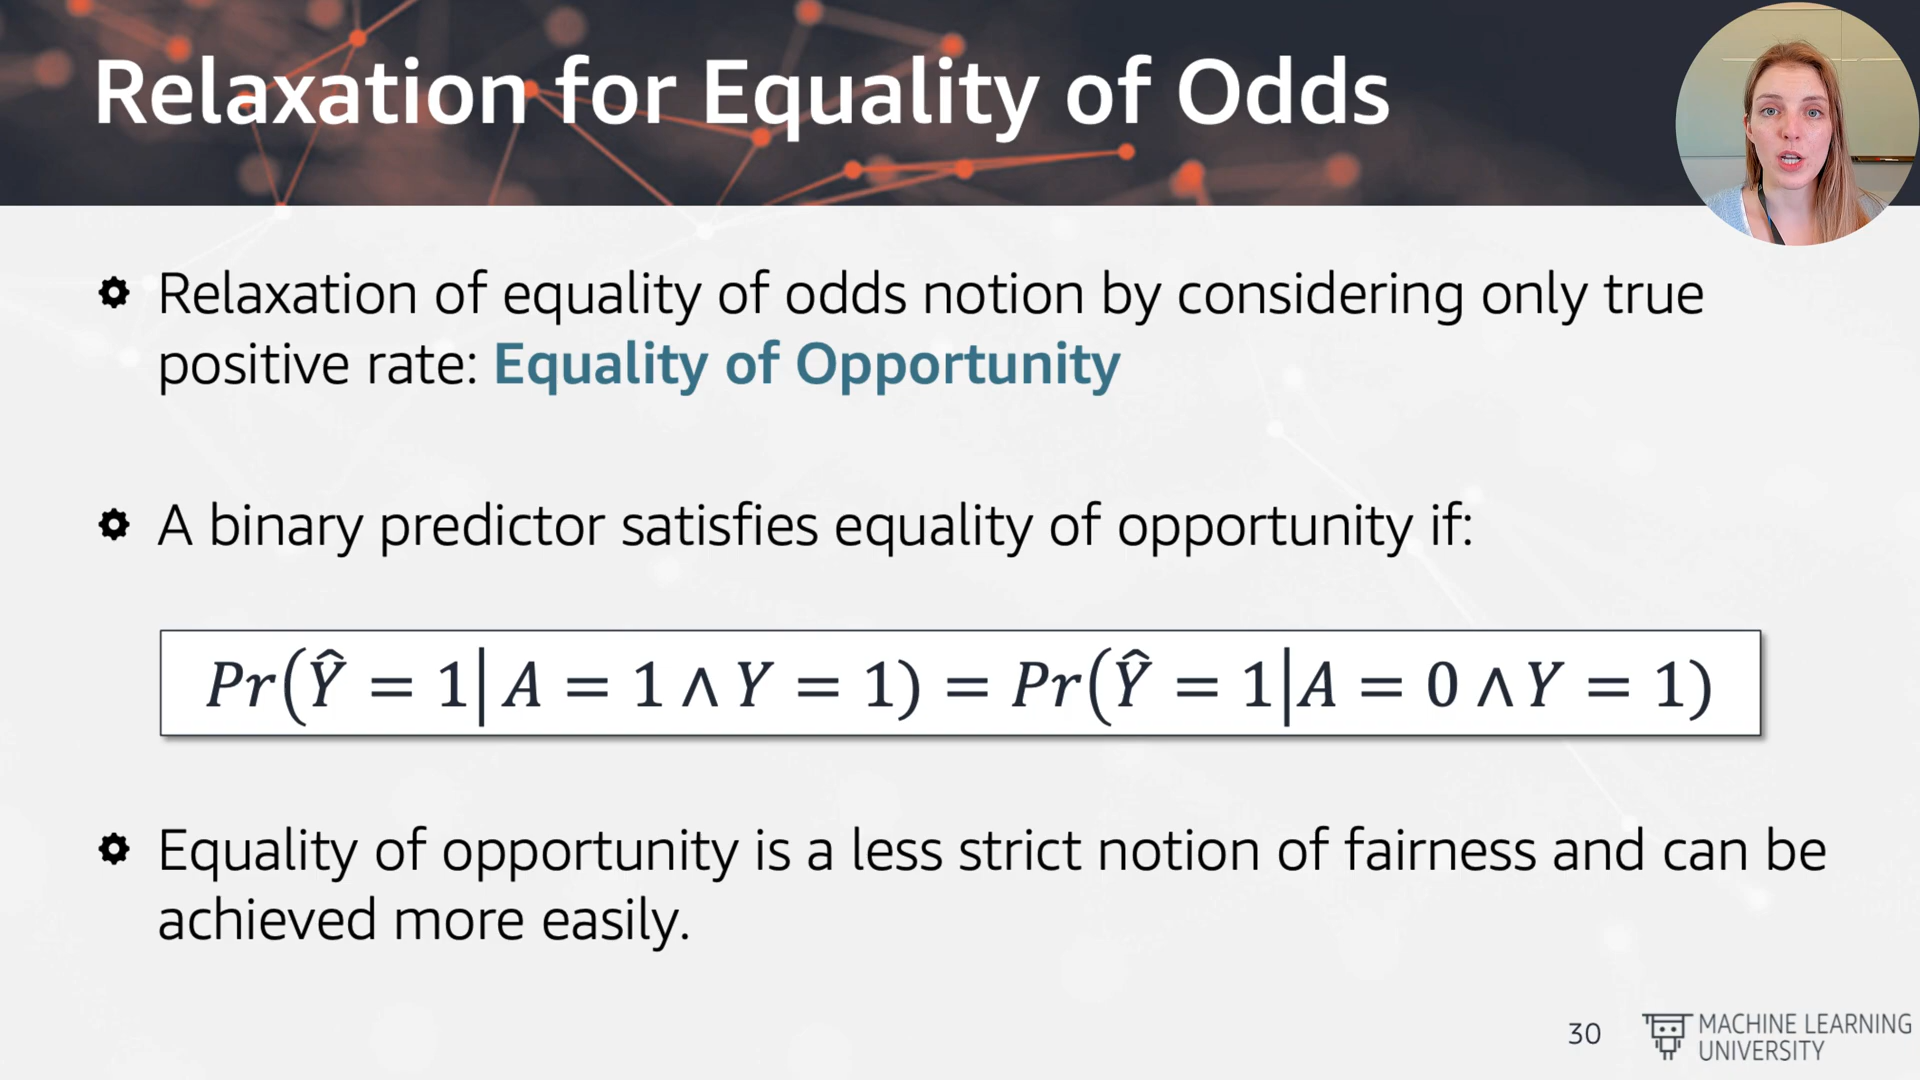 Relaxation for Equality of Odds
Relaxation of equality of odds notion by considering only true
positive rate: Equality of Opportunity
A binary predictor satisfies equality of opportunity if:
Pr(Ŷ = 1| A = 1 ∧ Y = 1) = Pr(Ŷ = 1|A = 0 ∧ Y = 1)
Equality of opportunity is a less strict notion of fairness and can be
achieved more easily.
30
MACHINE LEARNING
UNIVERSITY